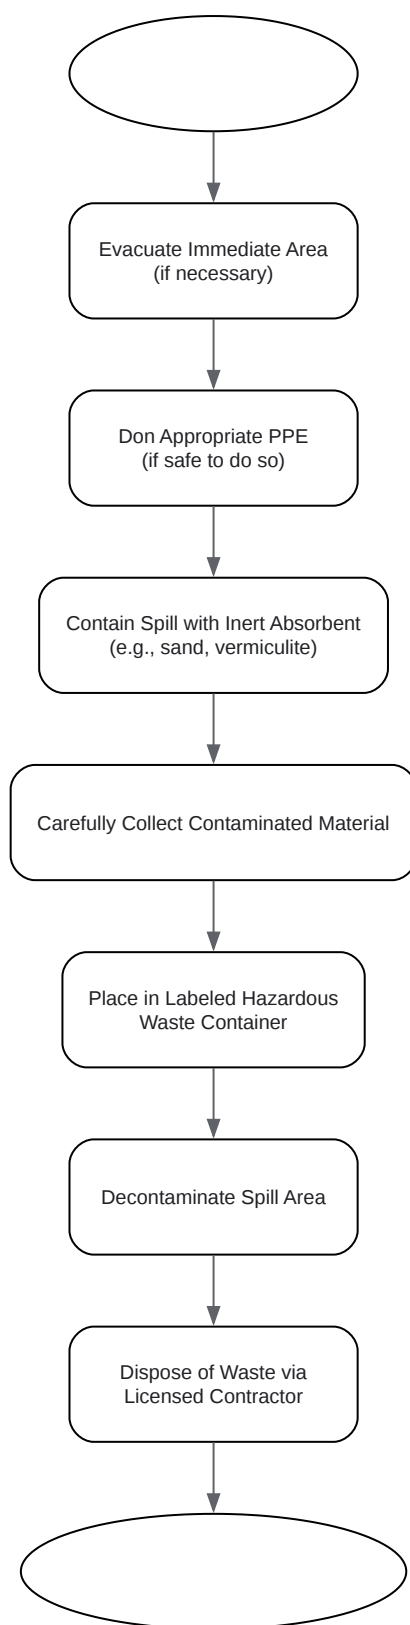 Evacuate Immediate Area
(if necessary)
Don Appropriate PPE
(if safe to do so)
Contain Spill with Inert Absorbent
(e.g., sand, vermiculite)
Carefully Collect Contaminated Material
Place in Labeled Hazardous
Waste Container
Decontaminate Spill Area
Dispose of Waste via
Licensed Contractor